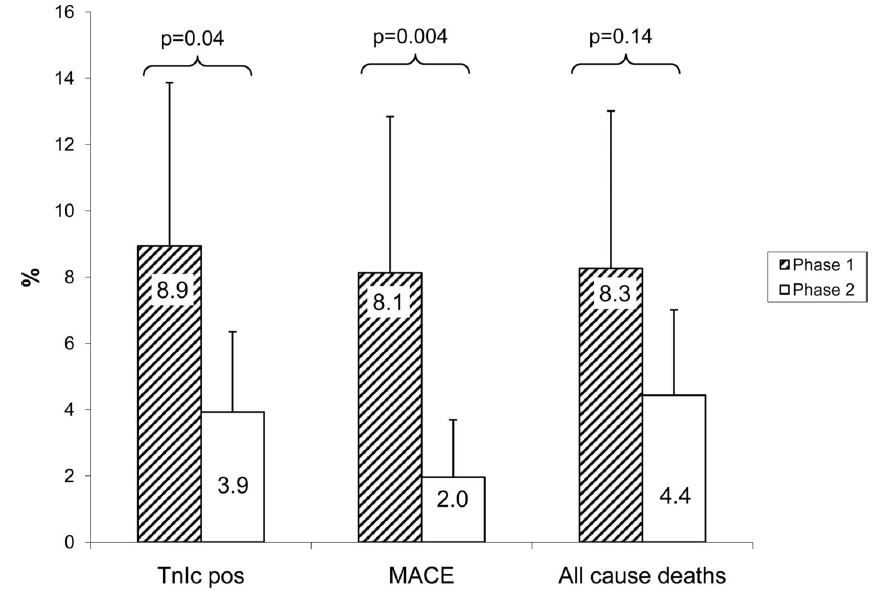 16
p=0.04
p=0.004
p=0.14
14
12
10
8
6
4
2
0
%
8.9
3.9
8.1
2.0
8.3
4.4
Phase 1
Phase 2
TnIc pos
MACE
All cause deaths